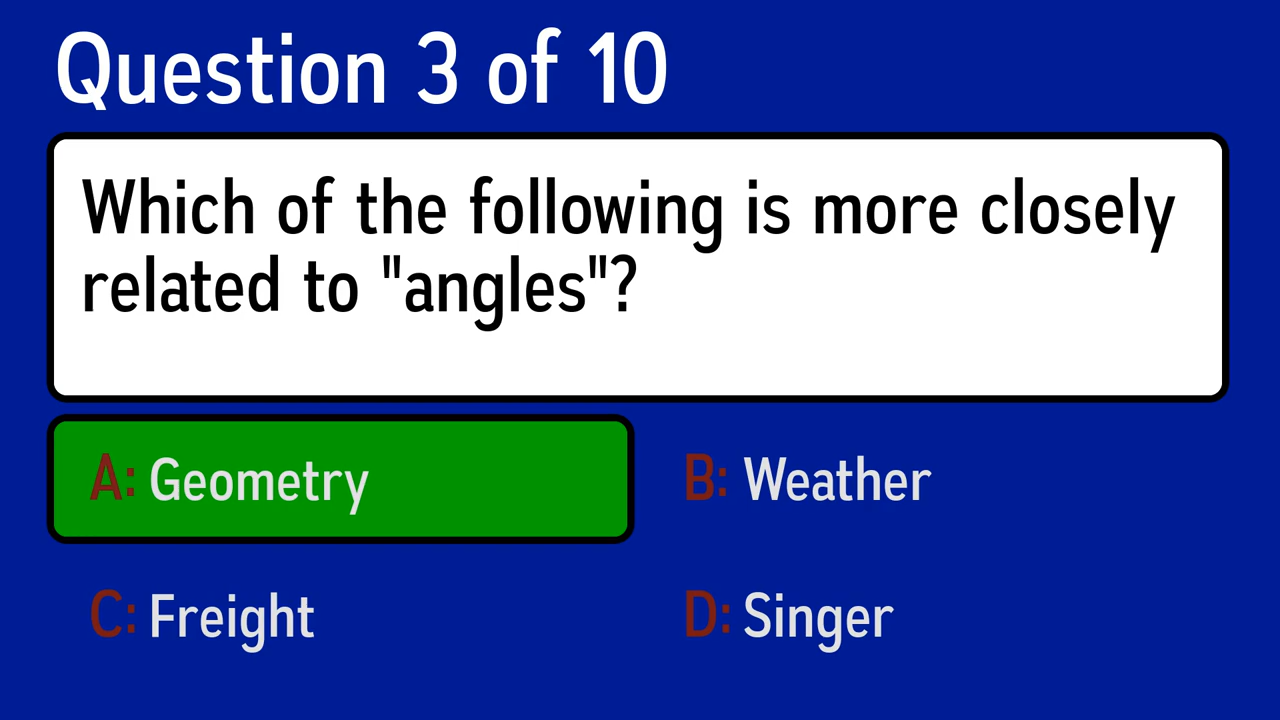 Question 3 of 10
Which of the following is more closely
related to "angles"?
A: Geometry
B: Weather
C: Freight
D: Singer